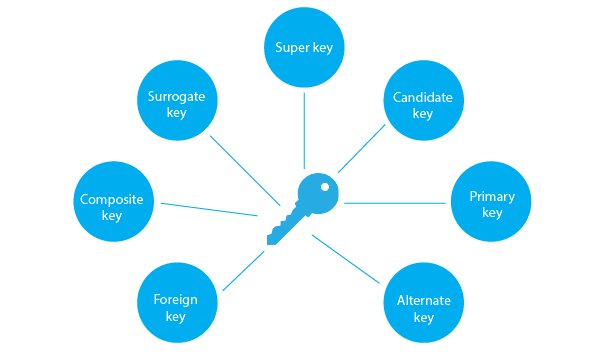 Super key
Candidate
key
Primary
key
Alternate
key
Foreign
key
Composite
key
Surrogate
key